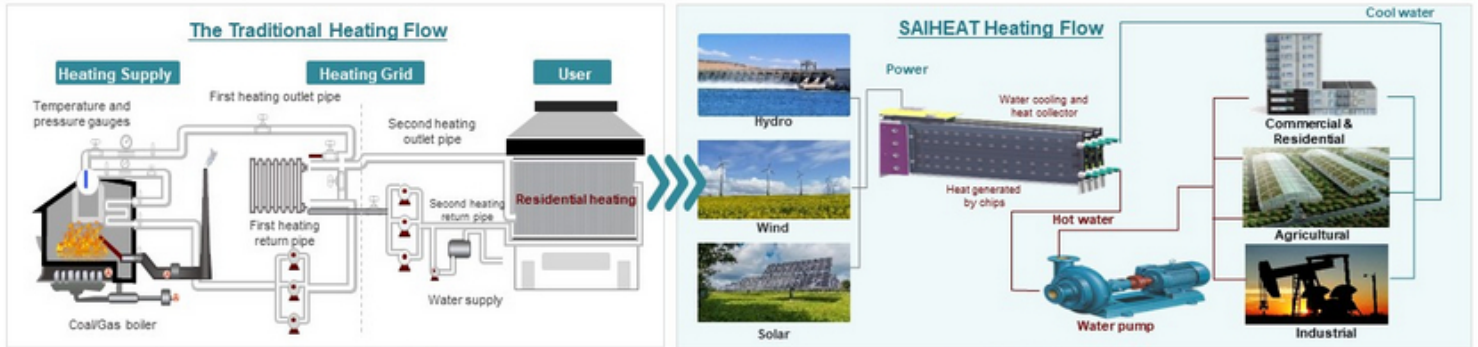 The Traditional Heating Flow
Heating Supply
Heating Grid
User
Temperature and
pressure gauges
First heating outlet pipe
Second heating
outlet pipe
Residential heating
Second heating
return pipe
First heating
return pipe
Water supply
Coal/Gas boiler
SAIHEAT Heating Flow
Cool water
Power
Hydro
Water cooling and
heat collector
Commercial &
Residential
Heat generated
by chips
Wind
Hot water
Agricultural
Solar
Water pump
Industrial